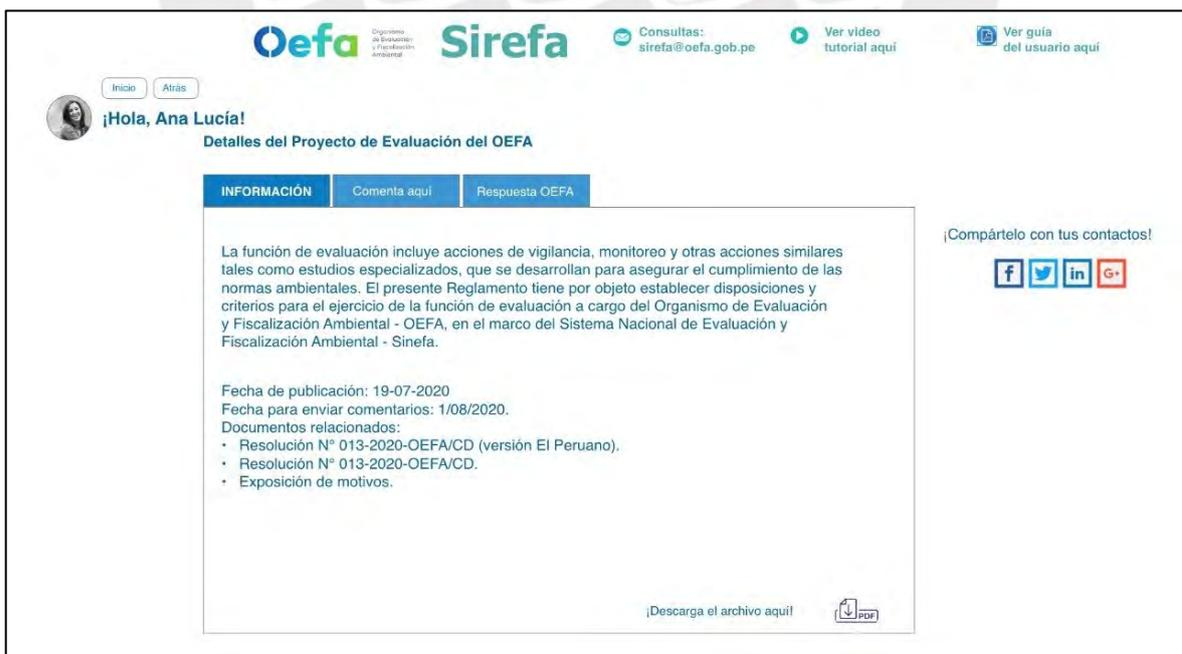 Oefa
Organismo
de Evaluación
y Fiscalización
Ambiental
Sirefa
Consultas:
sirefa@oefa.gob.pe
Ver video
tutorial aquí
Ver guía
del usuario aquí
Inicio
Atrás
¡Hola, Ana Lucía!
Detalles del Proyecto de Evaluación del OEFA
INFORMACIÓN
Comenta aquí
Respuesta OEFA
La función de evaluación incluye acciones de vigilancia, monitoreo y otras acciones similares
tales como estudios especializados, que se desarrollan para asegurar el cumplimiento de las
normas ambientales. El presente Reglamento tiene por objeto establecer disposiciones y
criterios para el ejercicio de la función de evaluación a cargo del Organismo de Evaluación
y Fiscalización Ambiental - OEFA, en el marco del Sistema Nacional de Evaluación y
Fiscalización Ambiental - Sinefa.
Fecha de publicación: 19-07-2020
Fecha para enviar comentarios: 1/08/2020.
Documentos relacionados:
• Resolución N° 013-2020-OEFA/CD (versión El Peruano).
• Resolución N° 013-2020-OEFA/CD.
• Exposición de motivos.
¡Descarga el archivo aquí!
PDF
¡Compártelo con tus contactos!
f
in
G+